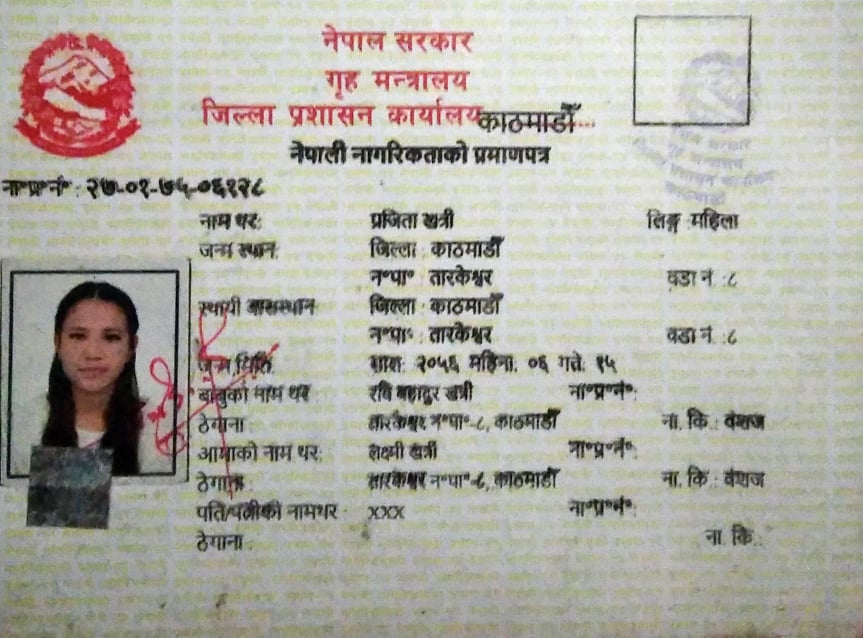 नेपाल सरकार
गृह मन्त्रालय
जिल्ला प्रशासन कार्यालय काठमाडौँ
नेपाली नागरिकताको प्रमाणपत्र
ना॰प्र॰नं॰ : २७-०१-७५-०६१२८
नाम थर: प्रजिता खत्री लिङ्ग :महिला
जन्म स्थान: जिल्ला : काठमाडौँ
न॰पा॰ : तारकेश्वर वडा नं. :८
स्थायी बासस्थान जिल्ला : काठमाडौँ
न॰पा॰ : तारकेश्वर वडा नं. :८
जन्म मिति: साल: २०५६ महिना: ०६ गते: १५
बाबुको नाम थर रवि बहादुर खत्री ना॰प्र॰नं॰:
ठेगाना तारकेश्वर न॰पा॰-८, काठमाडौँ ना. कि. : वंशज
आमाको नाम थर: लक्ष्मी खत्री ना॰प्र॰नं॰:
ठेगाना: तारकेश्वर न॰पा॰-८, काठमाडौँ ना. कि. : वंशज
पति/पत्नीको नामथर : xxx ना॰प्र॰नं॰:
ठेगाना : ना. कि. :